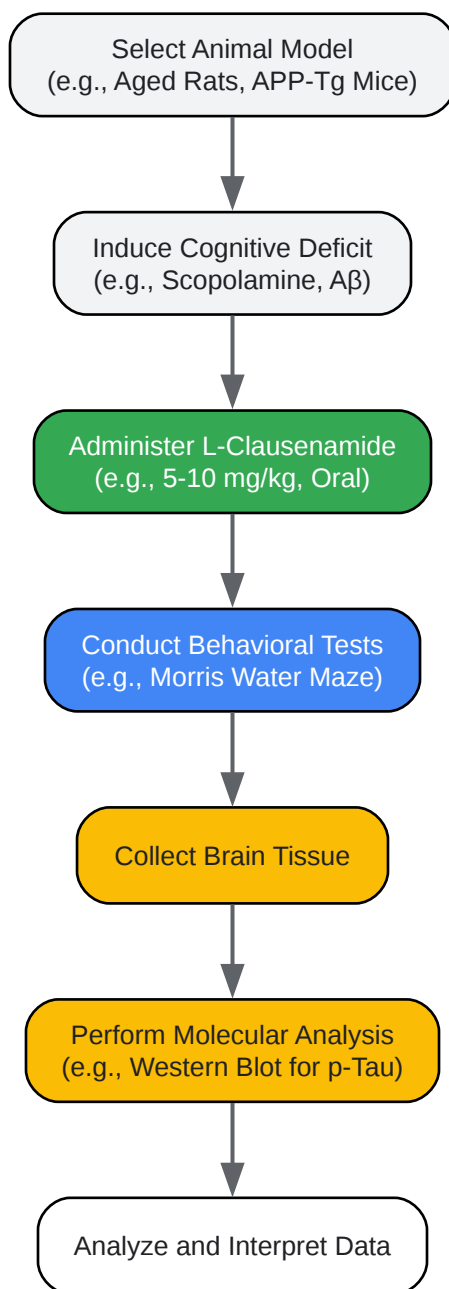 Select Animal Model
(e.g., Aged Rats, APP-Tg Mice)
Induce Cognitive Deficit
(e.g., Scopolamine, Aβ)
Administer L-Clausenamide
(e.g., 5-10 mg/kg, Oral)
Conduct Behavioral Tests
(e.g., Morris Water Maze)
Collect Brain Tissue
Perform Molecular Analysis
(e.g., Western Blot for p-Tau)
Analyze and Interpret Data